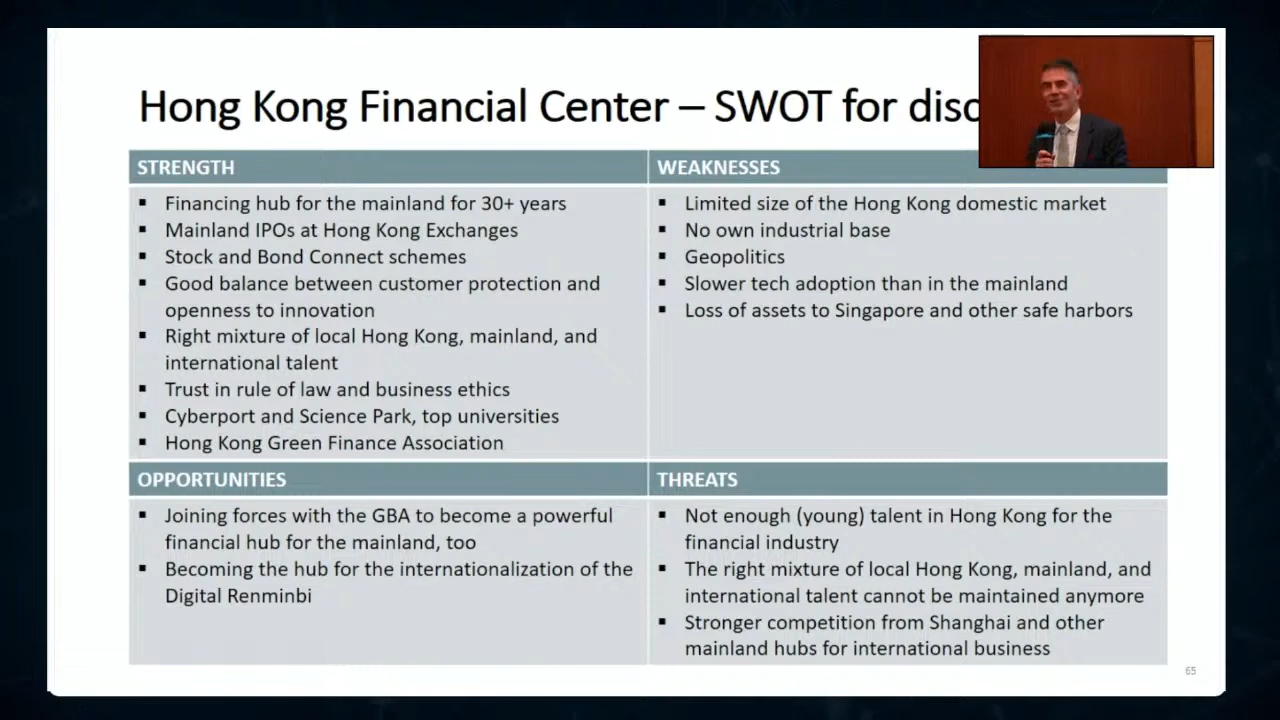 Hong Kong Financial Center – SWOT for disc
STRENGTH
▪ Financing hub for the mainland for 30+ years
▪ Mainland IPOs at Hong Kong Exchanges
▪ Stock and Bond Connect schemes
▪ Good balance between customer protection and
openness to innovation
▪ Right mixture of local Hong Kong, mainland, and
international talent
▪ Trust in rule of law and business ethics
▪ Cyberport and Science Park, top universities
▪ Hong Kong Green Finance Association
WEAKNESSES
▪ Limited size of the Hong Kong domestic market
▪ No own industrial base
▪ Geopolitics
▪ Slower tech adoption than in the mainland
▪ Loss of assets to Singapore and other safe harbors
OPPORTUNITIES
▪ Joining forces with the GBA to become a powerful
financial hub for the mainland, too
▪ Becoming the hub for the internationalization of the
Digital Renminbi
THREATS
▪ Not enough (young) talent in Hong Kong for the
financial industry
▪ The right mixture of local Hong Kong, mainland, and
international talent cannot be maintained anymore
▪ Stronger competition from Shanghai and other
mainland hubs for international business
65